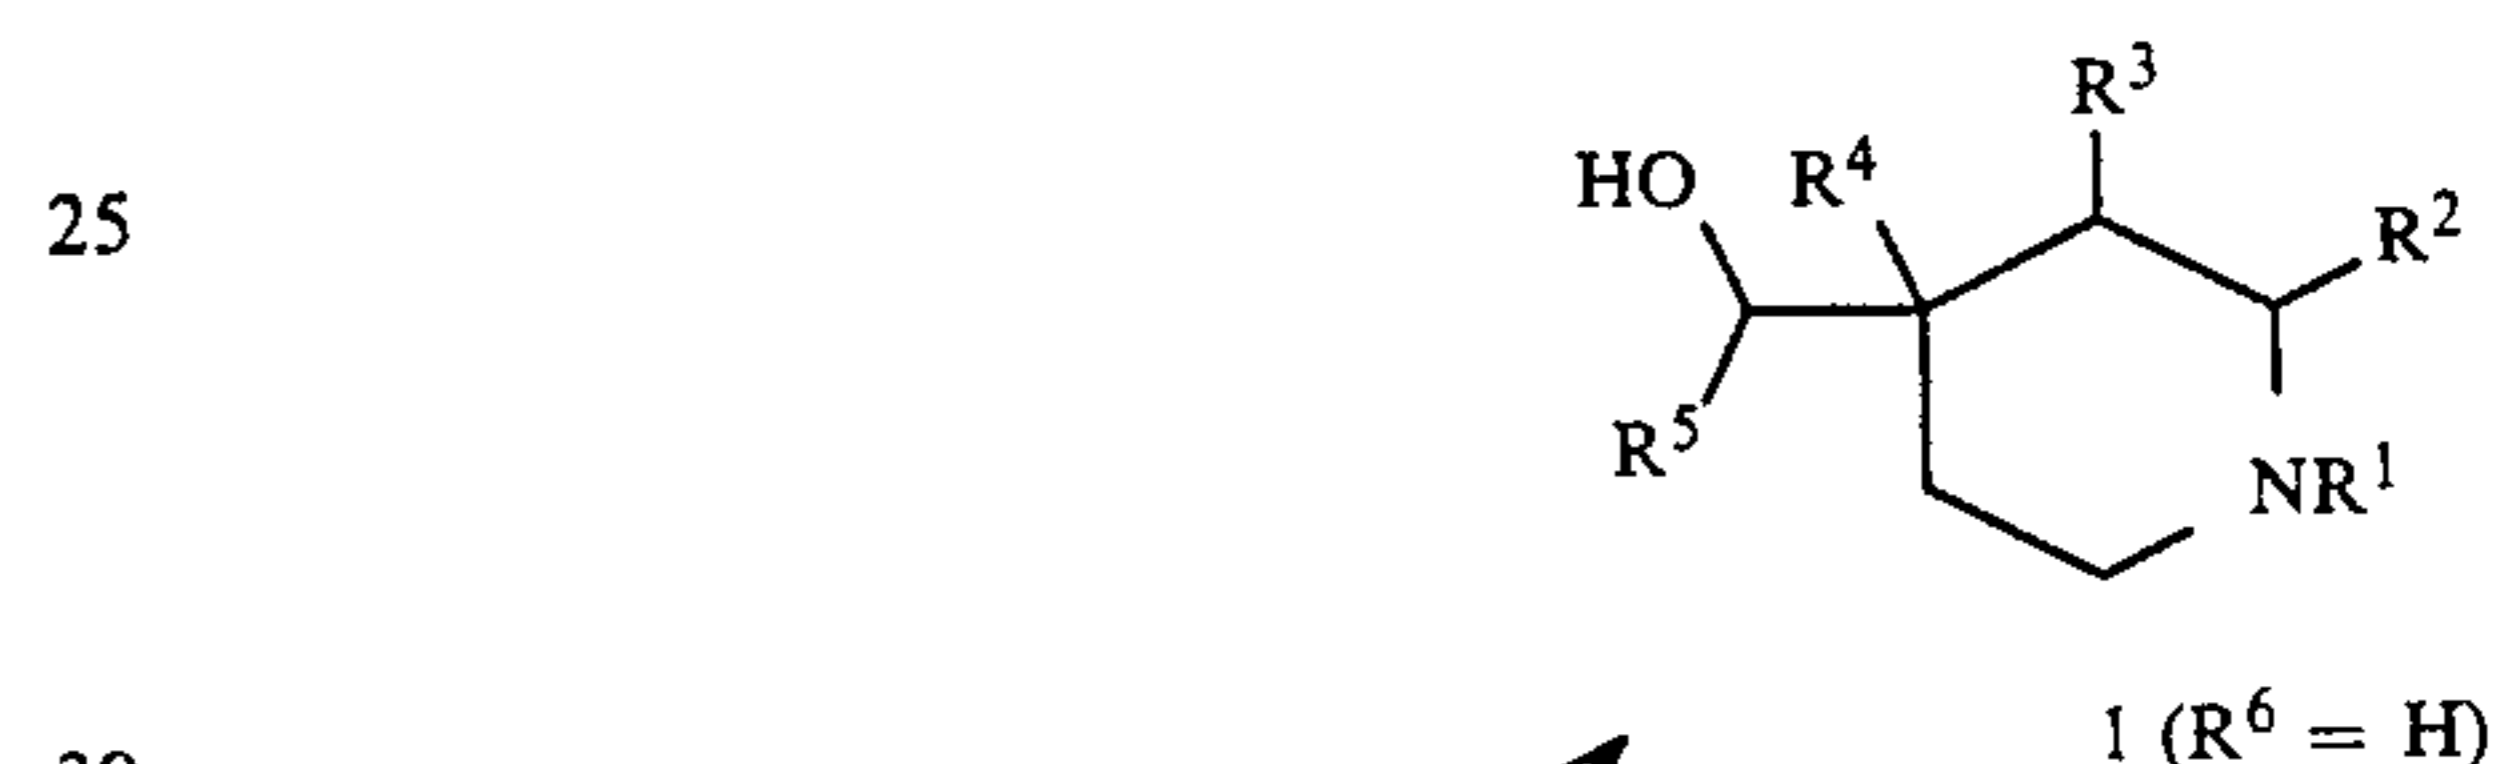 R³
HO R⁴
25 R²
R⁵
NR¹
1 (R⁶ = H)